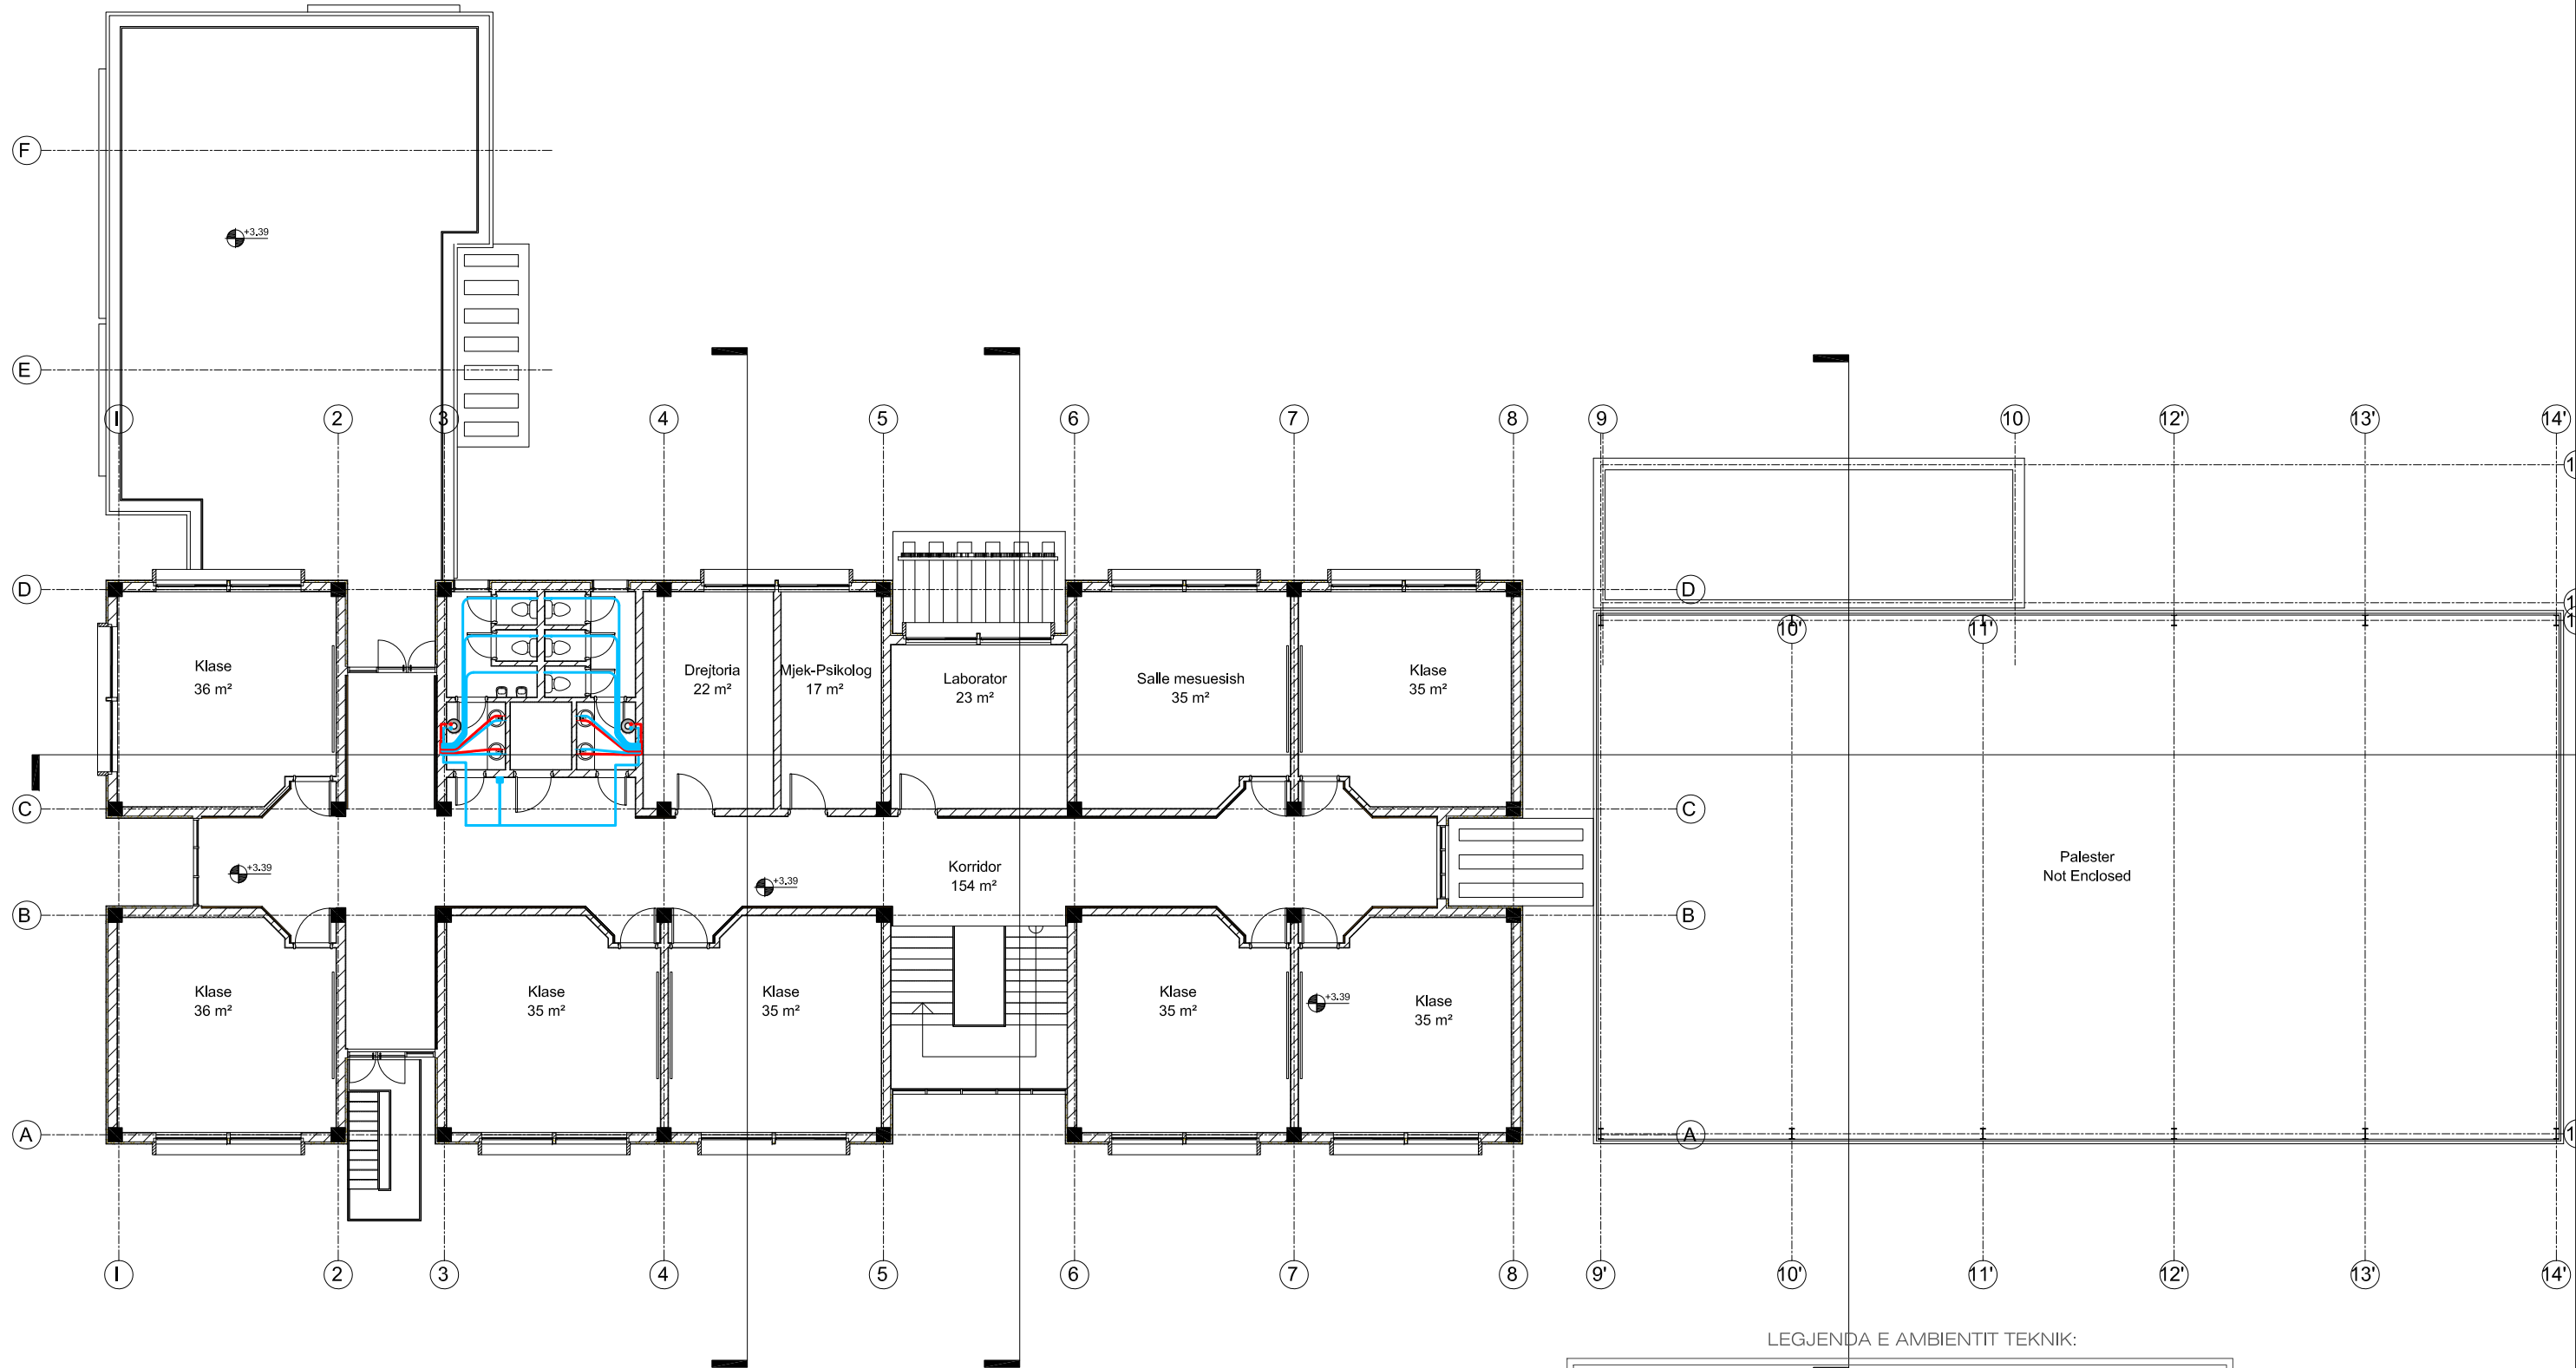 F
+3.39
E
I
2
3
4
5
6
7
8
9
10
12'
13'
14'
D
D
10'
11'
Klase
36 m²
Drejtoria
22 m²
Mjek-Psikolog
17 m²
Laborator
23 m²
Salle mesuesish
35 m²
Klase
35 m²
C
C
+3.39
+3.39
Korridor
154 m²
Palester
Not Enclosed
B
B
Klase
36 m²
Klase
35 m²
Klase
35 m²
Klase
35 m²
+3.39
Klase
35 m²
A
A
I
2
3
4
5
6
7
8
9'
10'
11'
12'
13'
14'
LEGJENDA E AMBIENTIT TEKNIK: